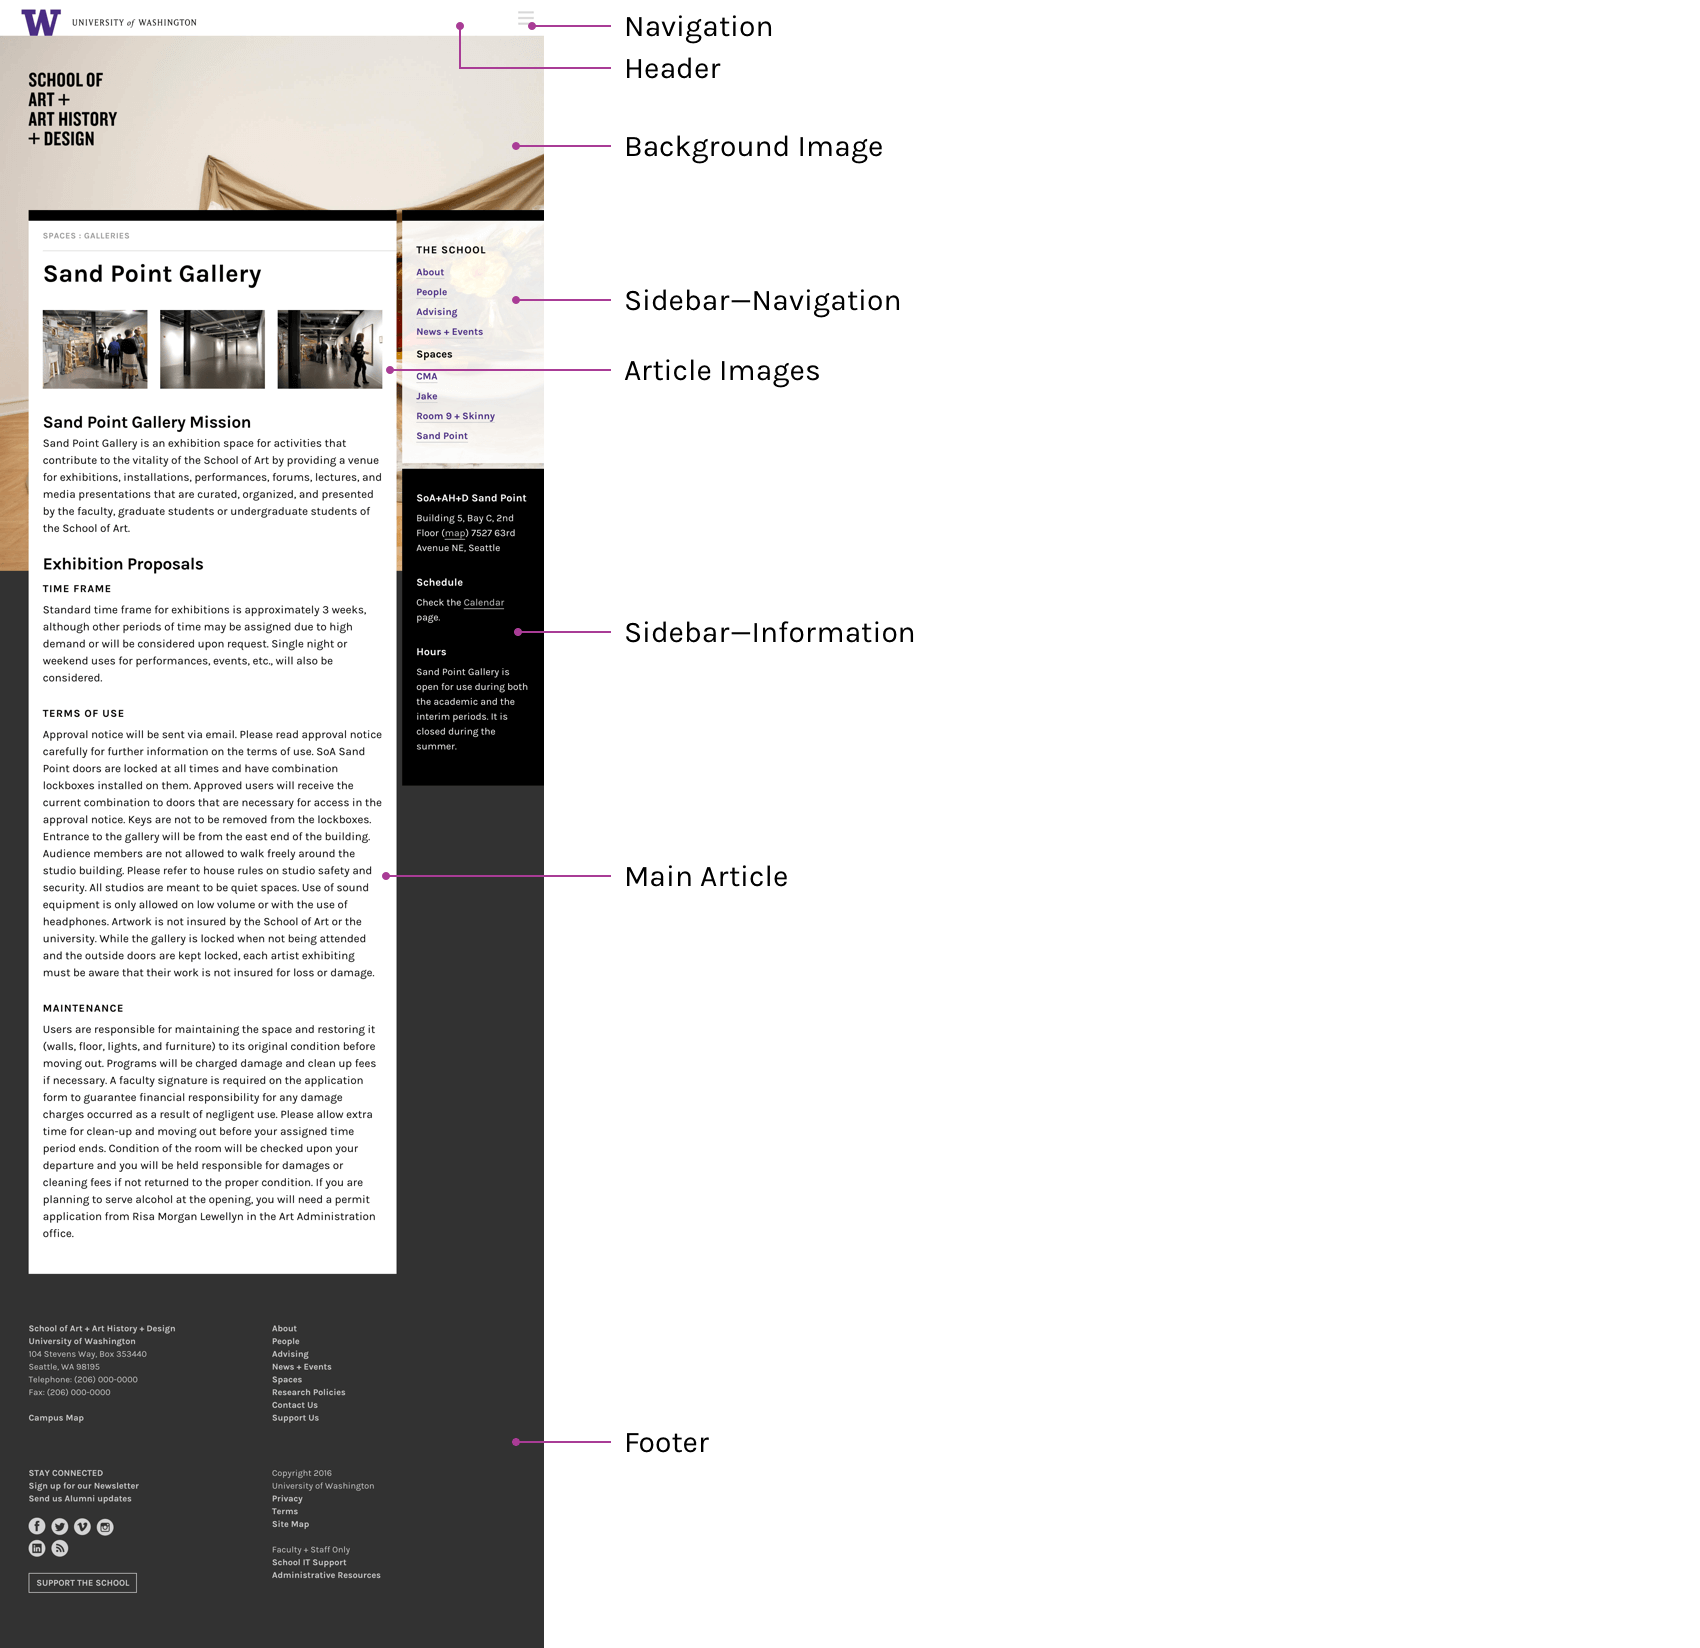 UNIVERSITY of WASHINGTON
Navigation
Header
SCHOOL OF
ART +
ART HISTORY
+ DESIGN
Background Image
SPACES : GALLERIES
Sand Point Gallery
THE SCHOOL
About
People
Advising
News + Events
Spaces
CMA
Jake
Room 9 + Skinny
Sand Point
Sidebar—Navigation
Article Images
Sand Point Gallery Mission
Sand Point Gallery is an exhibition space for activities that
contribute to the vitality of the School of Art by providing a venue
for exhibitions, installations, performances, forums, lectures, and
media presentations that are curated, organized, and presented
by the faculty, graduate students or undergraduate students of
the School of Art.
Exhibition Proposals
TIME FRAME
Standard time frame for exhibitions is approximately 3 weeks,
although other periods of time may be assigned due to high
demand or will be considered upon request. Single night or
weekend uses for performances, events, etc., will also be
considered.
TERMS OF USE
Approval notice will be sent via email. Please read approval notice
carefully for further information on the terms of use. SoA Sand
Point doors are locked at all times and have combination
lockboxes installed on them. Approved users will receive the
current combination to doors that are necessary for access in the
approval notice. Keys are not to be removed from the lockboxes.
Entrance to the gallery will be from the east end of the building.
Audience members are not allowed to walk freely around the
studio building. Please refer to house rules on studio safety and
security. All studios are meant to be quiet spaces. Use of sound
equipment is only allowed on low volume or with the use of
headphones. Artwork is not insured by the School of Art or the
university. While the gallery is locked when not being attended
and the outside doors are kept locked, each artist exhibiting
must be aware that their work is not insured for loss or damage.
MAINTENANCE
Users are responsible for maintaining the space and restoring it
(walls, floor, lights, and furniture) to its original condition before
moving out. Programs will be charged damage and clean up fees
if necessary. A faculty signature is required on the application
form to guarantee financial responsibility for any damage
charges occurred as a result of negligent use. Please allow extra
time for clean-up and moving out before your assigned time
period ends. Condition of the room will be checked upon your
departure and you will be held responsible for damages or
cleaning fees if not returned to the proper condition. If you are
planning to serve alcohol at the opening, you will need a permit
application from Risa Morgan Lewellyn in the Art Administration
office.
SoA+AH+D Sand Point
Building 5, Bay C, 2nd
Floor (map) 7527 63rd
Avenue NE, Seattle
Schedule
Check the Calendar
page.
Hours
Sand Point Gallery is
open for use during both
the academic and the
interim periods. It is
closed during the
summer.
Sidebar—Information
Main Article
School of Art + Art History + Design
University of Washington
104 Stevens Way, Box 353440
Seattle, WA 98195
Telephone: (206) 000-0000
Fax: (206) 000-0000
Campus Map
About
People
Advising
News + Events
Spaces
Research Policies
Contact Us
Support Us
Footer
STAY CONNECTED
Sign up for our Newsletter
Send us Alumni updates
SUPPORT THE SCHOOL
Copyright 2016
University of Washington
Privacy
Terms
Site Map
Faculty + Staff Only
School IT Support
Administrative Resources